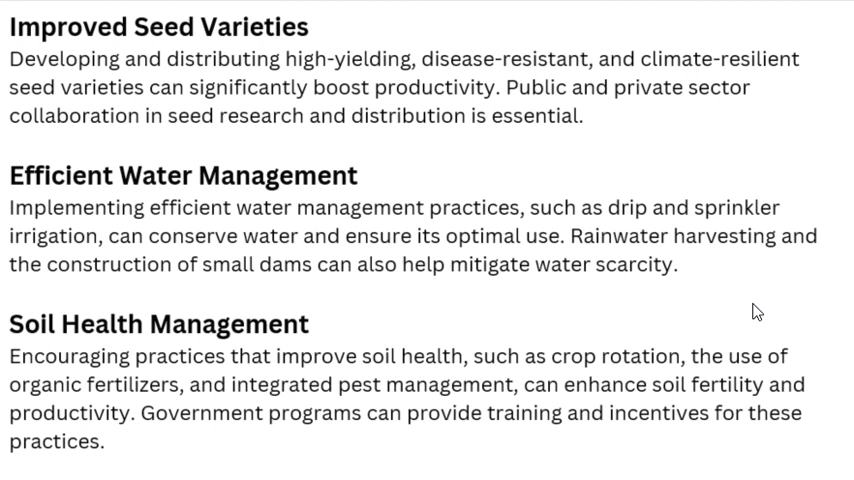 Improved Seed Varieties
Developing and distributing high-yielding, disease-resistant, and climate-resilient
seed varieties can significantly boost productivity. Public and private sector
collaboration in seed research and distribution is essential.
Efficient Water Management
Implementing efficient water management practices, such as drip and sprinkler
irrigation, can conserve water and ensure its optimal use. Rainwater harvesting and
the construction of small dams can also help mitigate water scarcity.
Soil Health Management
Encouraging practices that improve soil health, such as crop rotation, the use of
organic fertilizers, and integrated pest management, can enhance soil fertility and
productivity. Government programs can provide training and incentives for these
practices.